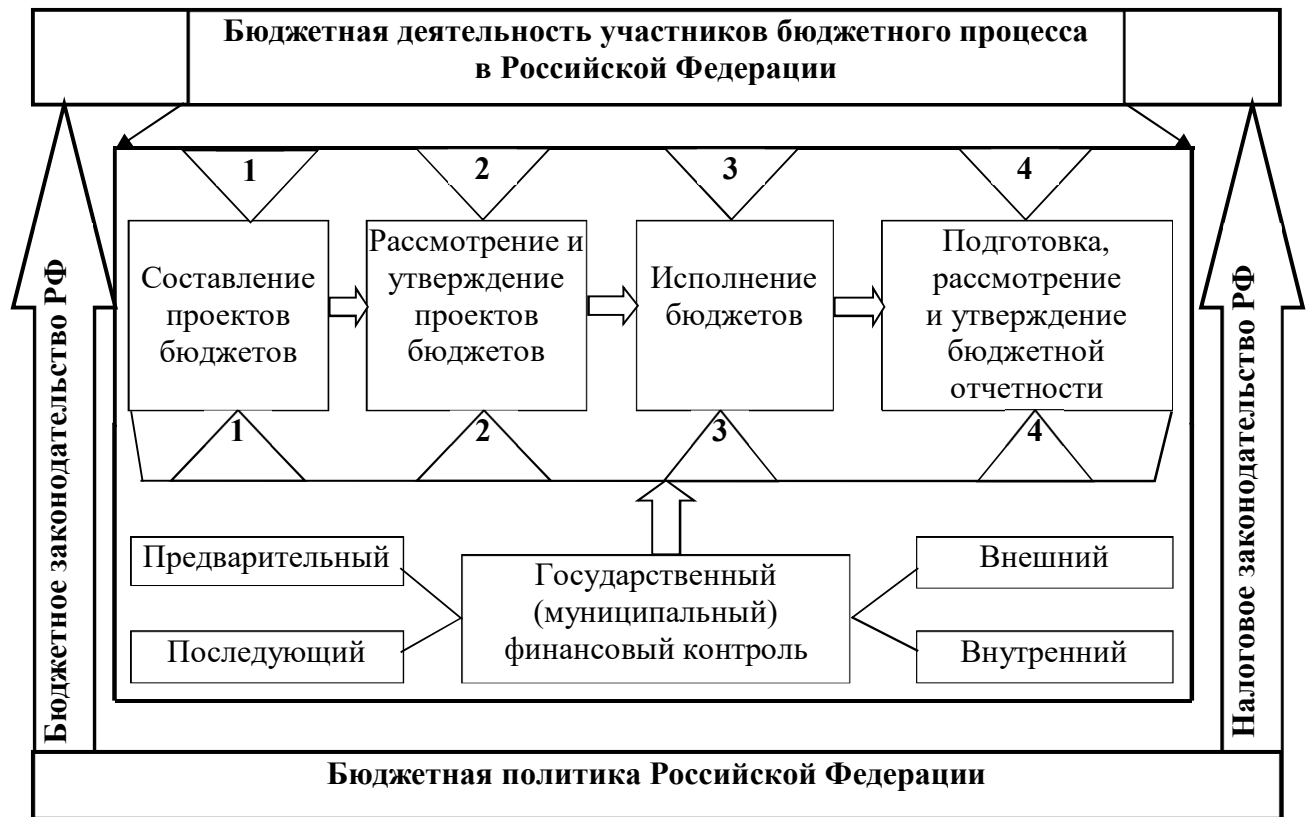 Бюджетная деятельность участников бюджетного процесса
в Российской Федерации
1
2
3
4
Составление
проектов
бюджетов
Рассмотрение и
утверждение
проектов
бюджетов
Исполнение
бюджетов
Подготовка,
рассмотрение
и утверждение
бюджетной
отчетности
1
2
3
4
Предварительный
Последующий
Государственный
(муниципальный)
финансовый контроль
Внешний
Внутренний
Бюджетное законодательство РФ
Налоговое законодательство РФ
Бюджетная политика Российской Федерации